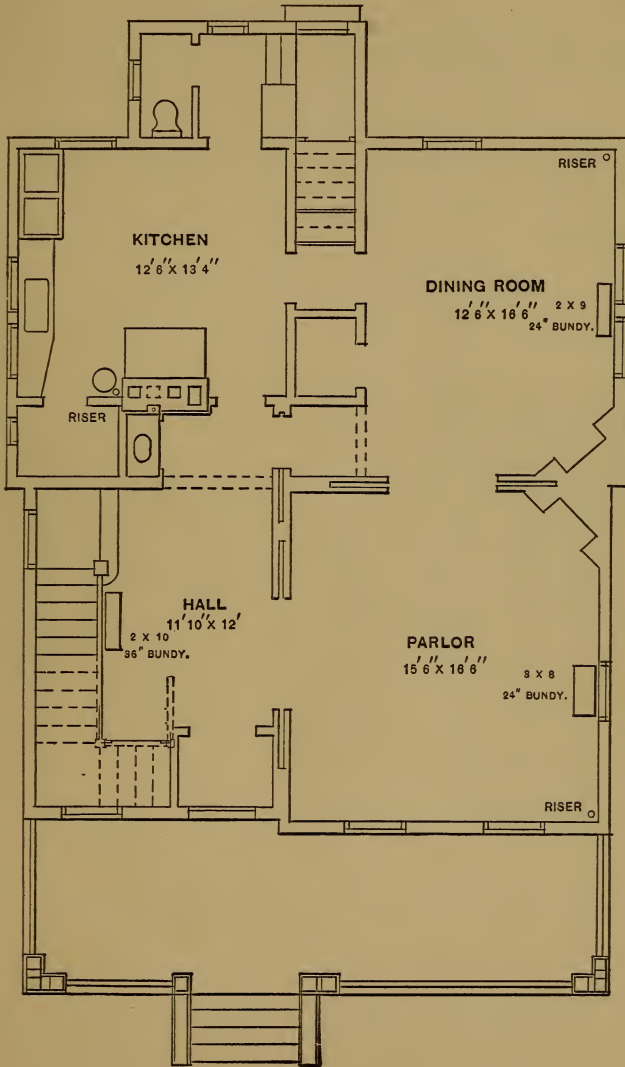 RISER
KITCHEN
12'6" X 13'4"
DINING ROOM
12'6" X 16'6"
2 X 9
24" BUNDY.
RISER
HALL
11'10" X 12'
2 X 10
36" BUNDY.
PARLOR
15'6" X 16'6"
3 X 8
24" BUNDY.
RISER